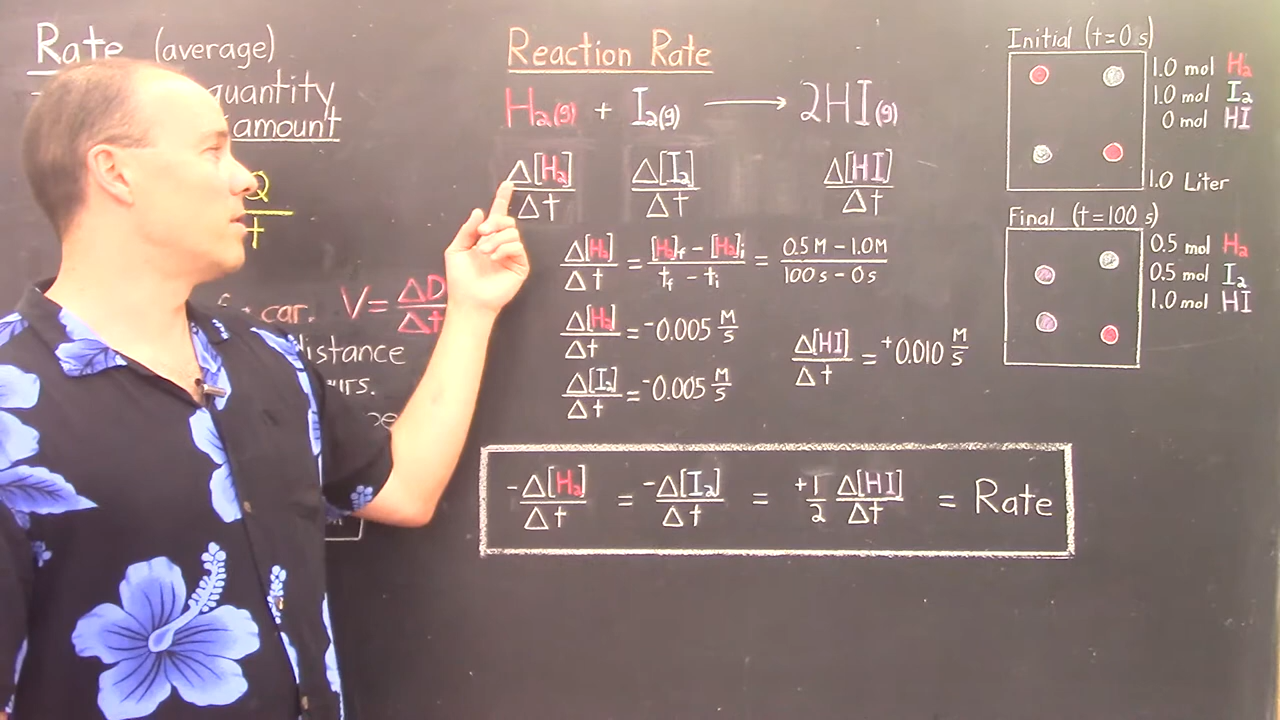 Rate (average)
quantity
amount
Q
t
car. V = ΔD/Δt
distance
Reaction Rate
H₂(g) + I₂(g) ⟶ 2HI(g)
Δ[H₂]/Δt Δ[I₂]/Δt Δ[HI]/Δt
Δ[H₂]/Δt = [H₂]f − [H₂]i / tf − ti = 0.5 M − 1.0 M / 100 s − 0 s
Δ[H₂]/Δt = -0.005 M/s
Δ[I₂]/Δt = -0.005 M/s
Δ[HI]/Δt = +0.010 M/s
-Δ[H₂]/Δt = -Δ[I₂]/Δt = +1/2 Δ[HI]/Δt = Rate
Initial (t=0 s)
1.0 mol H₂
1.0 mol I₂
0 mol HI
1.0 Liter
Final (t=100 s)
0.5 mol H₂
0.5 mol I₂
1.0 mol HI